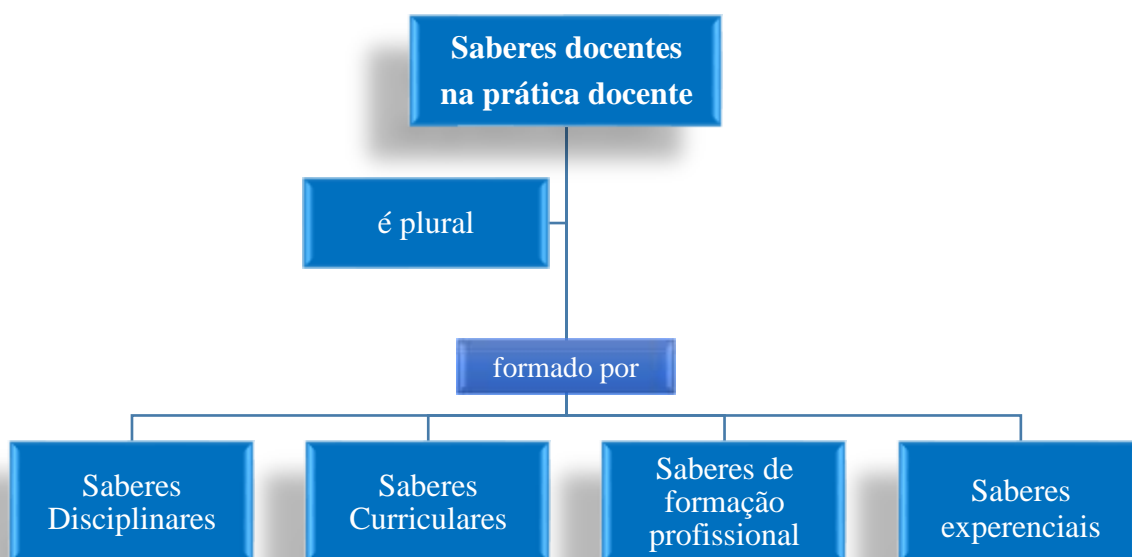 Saberes docentes
na prática docente
é plural
formado por
Saberes
Disciplinares
Saberes
Curriculares
Saberes de
formação
profissional
Saberes
experenciais